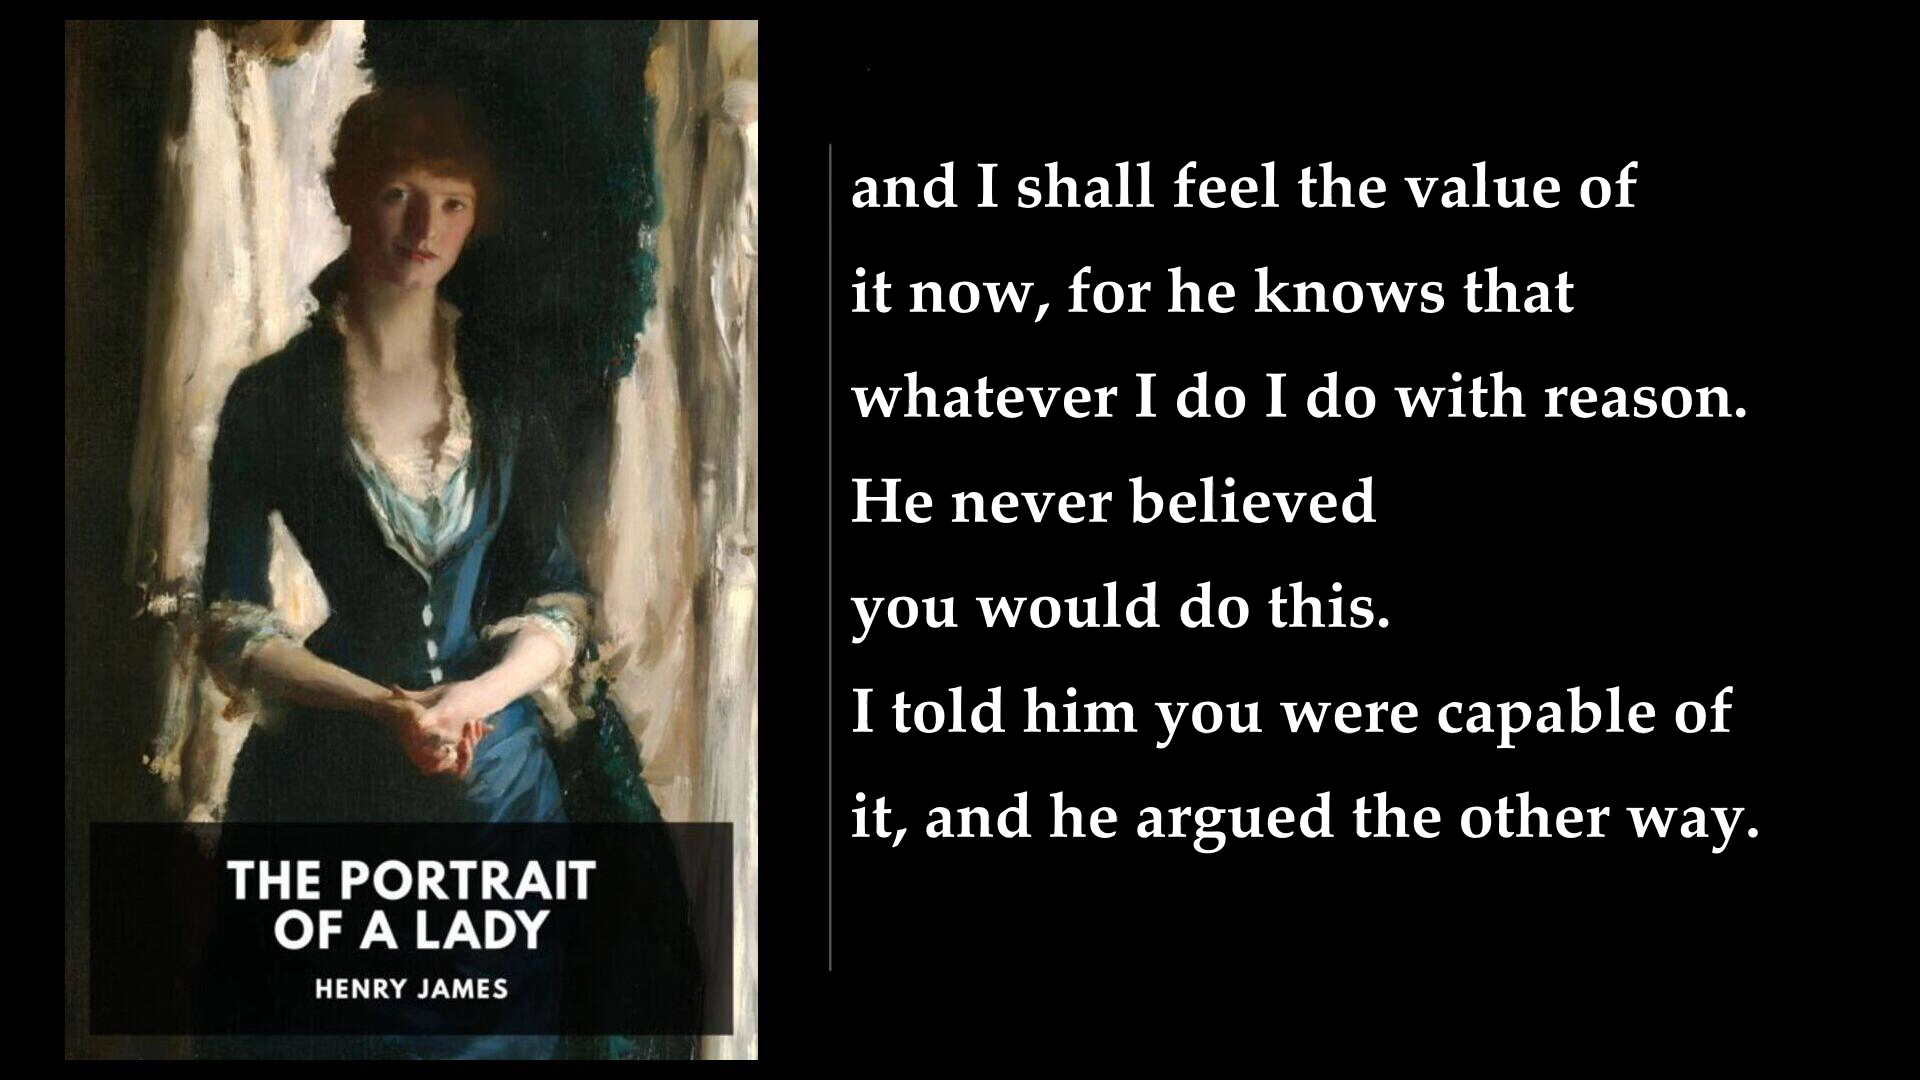 THE PORTRAIT
OF A LADY
HENRY JAMES
and I shall feel the value of
it now, for he knows that
whatever I do I do with reason.
He never believed
you would do this.
I told him you were capable of
it, and he argued the other way.